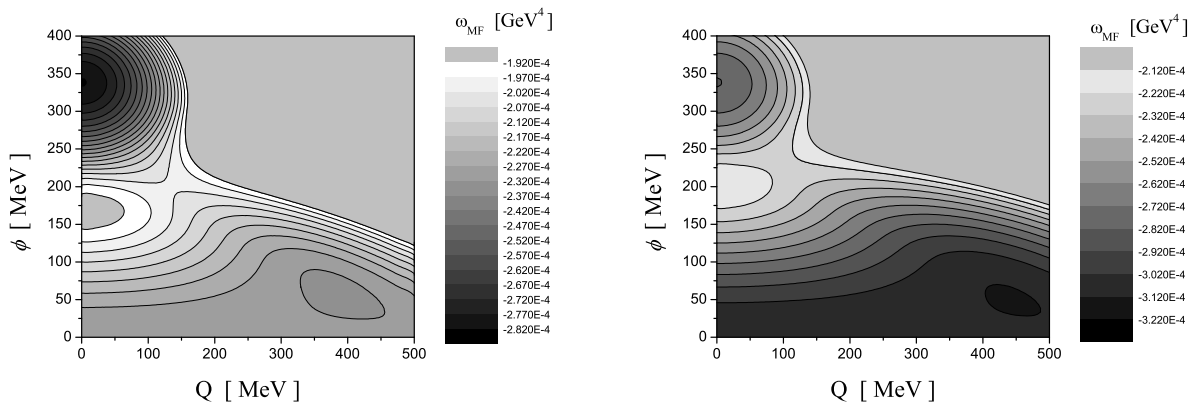 ω_MF [GeV⁴]
400
350
300
250
200
150
100
50
0
ϕ [ MeV ]
0 100 200 300 400 500
Q [ MeV ]
-1.920E-4
-1.970E-4
-2.020E-4
-2.070E-4
-2.120E-4
-2.170E-4
-2.220E-4
-2.270E-4
-2.320E-4
-2.370E-4
-2.420E-4
-2.470E-4
-2.520E-4
-2.570E-4
-2.620E-4
-2.670E-4
-2.720E-4
-2.770E-4
-2.820E-4
ω_MF [GeV⁴]
400
350
300
250
200
150
100
50
0
ϕ [ MeV ]
0 100 200 300 400 500
Q [ MeV ]
-2.120E-4
-2.220E-4
-2.320E-4
-2.420E-4
-2.520E-4
-2.620E-4
-2.720E-4
-2.820E-4
-2.920E-4
-3.020E-4
-3.120E-4
-3.220E-4